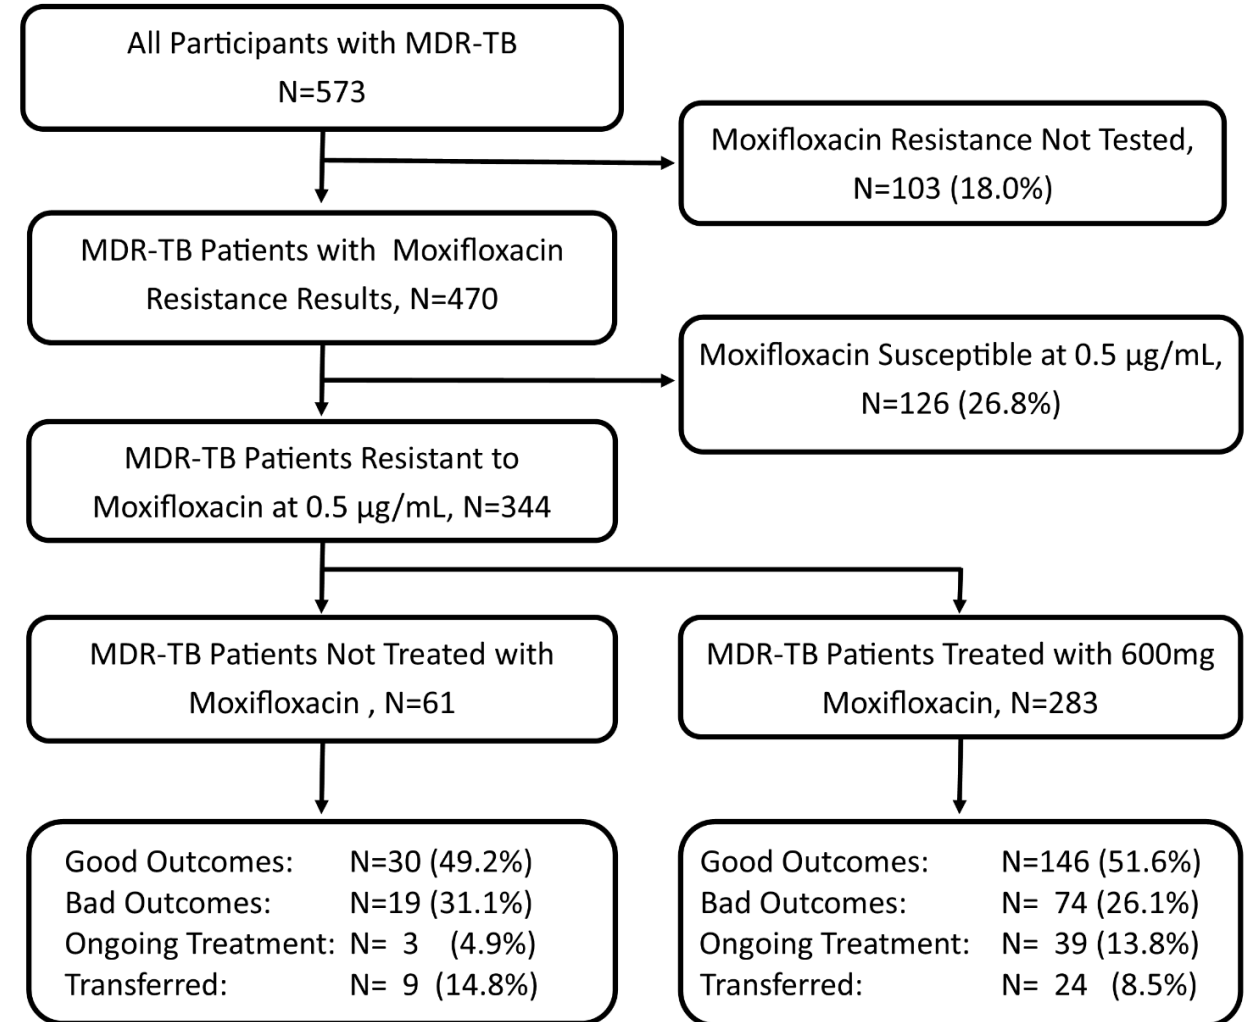 All Participants with MDR-TB
N=573
Moxifloxacin Resistance Not Tested,
N=103 (18.0%)
MDR-TB Patients with  Moxifloxacin
Resistance Results, N=470
Moxifloxacin Susceptible at 0.5 µg/mL,
N=126 (26.8%)
MDR-TB Patients Resistant to
Moxifloxacin at 0.5 µg/mL, N=344
MDR-TB Patients Not Treated with
Moxifloxacin , N=61
MDR-TB Patients Treated with 600mg
Moxifloxacin, N=283
Good Outcomes: N=30 (49.2%)
Bad Outcomes: N=19 (31.1%)
Ongoing Treatment: N= 3 (4.9%)
Transferred: N= 9 (14.8%)
Good Outcomes: N=146 (51.6%)
Bad Outcomes: N= 74 (26.1%)
Ongoing Treatment: N= 39 (13.8%)
Transferred: N= 24 (8.5%)